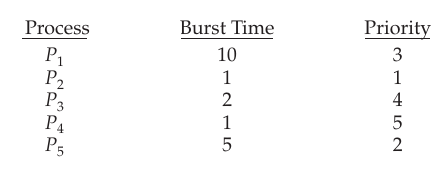 Process Burst Time Priority
P1 10 3
P2 1 1
P3 2 4
P4 1 5
P5 5 2